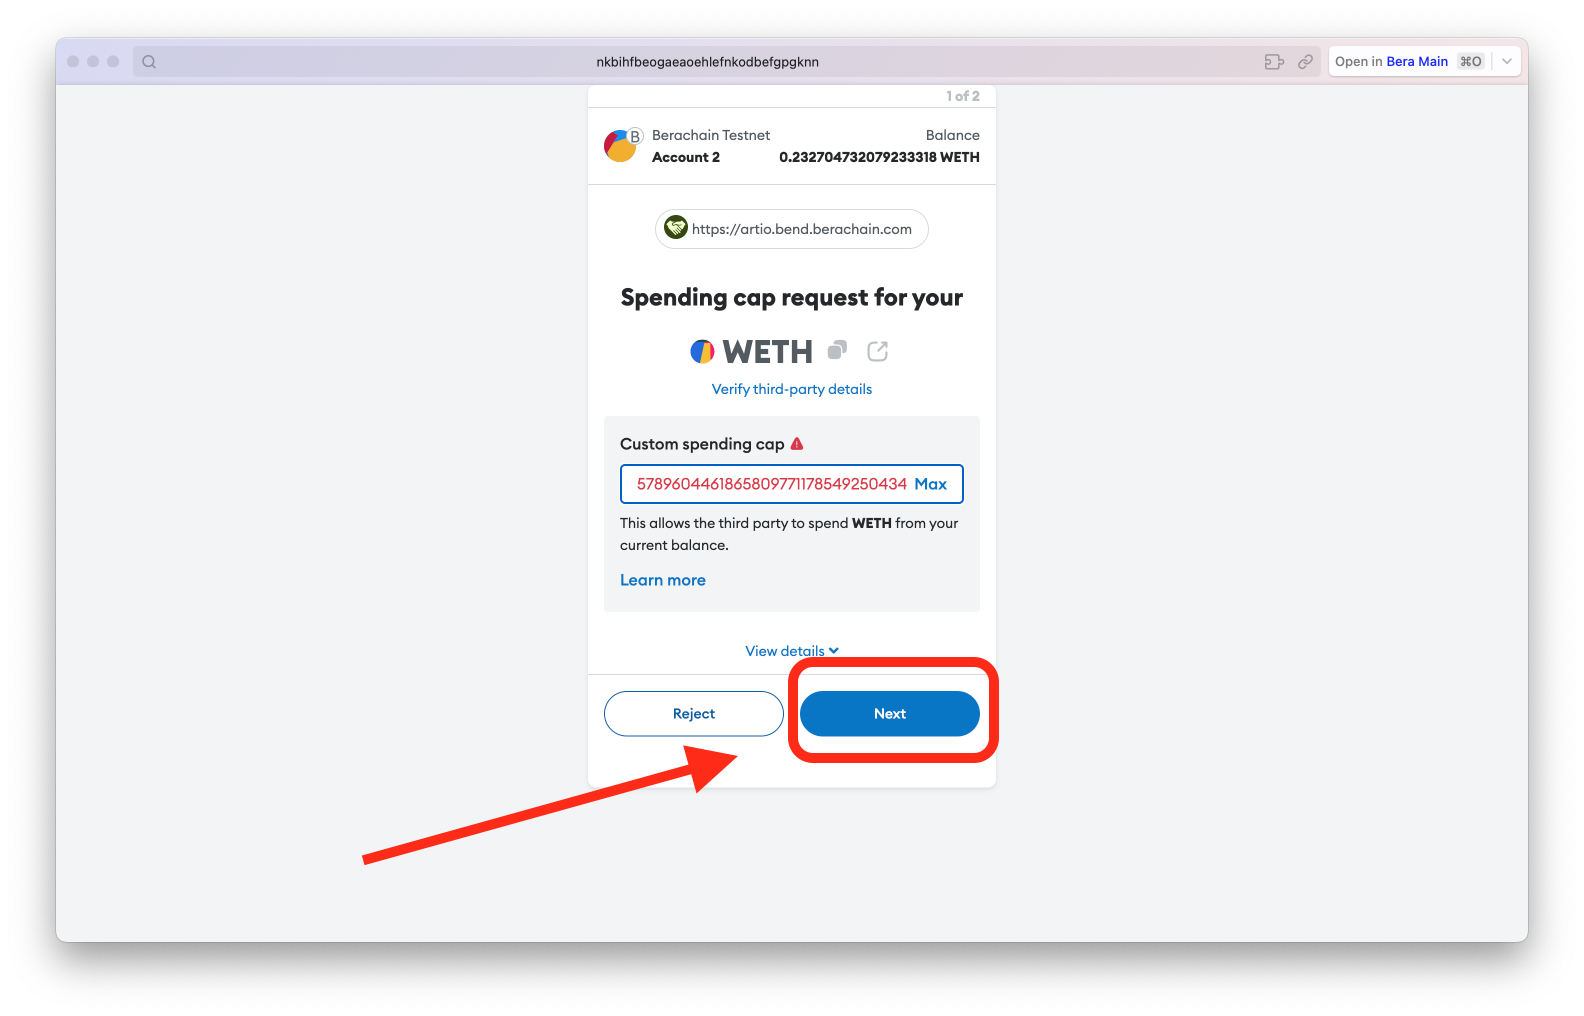 nkbihfbeogaeaoehlefnkodbefgpgknn
Open in Bera Main ⌘O
1 of 2
B
Berachain Testnet
Balance
Account 2
0.232704732079233318 WETH
https://artio.bend.berachain.com
Spending cap request for your
WETH
Verify third-party details
Custom spending cap
57896044618658097711178549250434 Max
This allows the third party to spend WETH from your
current balance.
Learn more
View details
Reject
Next